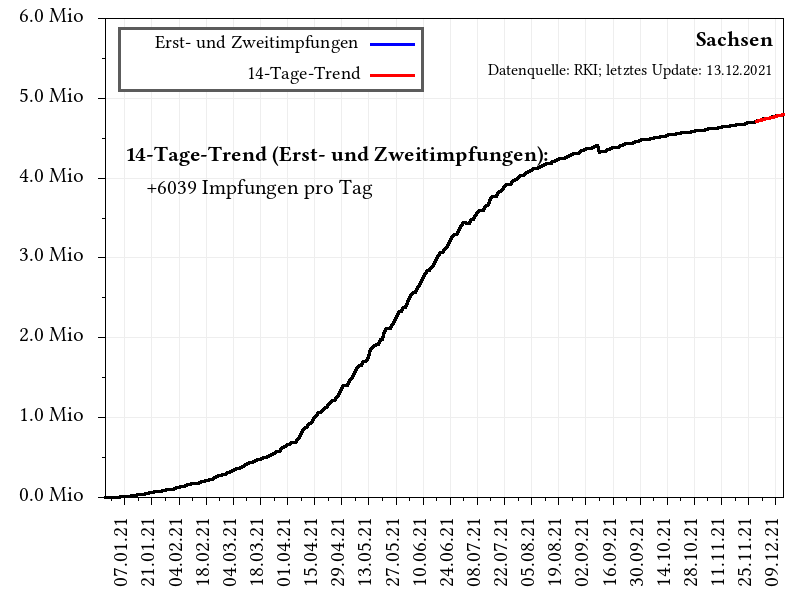 6.0 Mio
Erst- und Zweitimpfungen
14-Tage-Trend
Sachsen
Datenquelle: RKI; letztes Update: 13.12.2021
5.0 Mio
14-Tage-Trend (Erst- und Zweitimpfungen):
+6039 Impfungen pro Tag
4.0 Mio
3.0 Mio
2.0 Mio
1.0 Mio
0.0 Mio
07.01.21
21.01.21
04.02.21
18.02.21
04.03.21
18.03.21
01.04.21
15.04.21
29.04.21
13.05.21
27.05.21
10.06.21
24.06.21
08.07.21
22.07.21
05.08.21
19.08.21
02.09.21
16.09.21
30.09.21
14.10.21
28.10.21
11.11.21
25.11.21
09.12.21